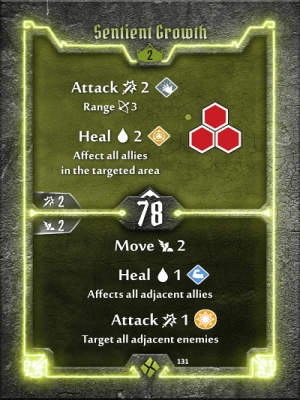 Sentient Growth
2
Attack 2
Range 3
Heal 2
Affect all allies
in the targeted area
2
78
2
Move 2
Heal 1
Affects all adjacent allies
Attack 1
Target all adjacent enemies
131